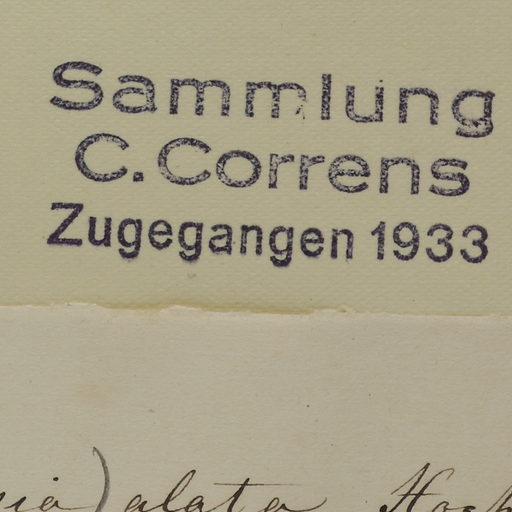 Sammlung
C. Correns
Zugegangen 1933
alata